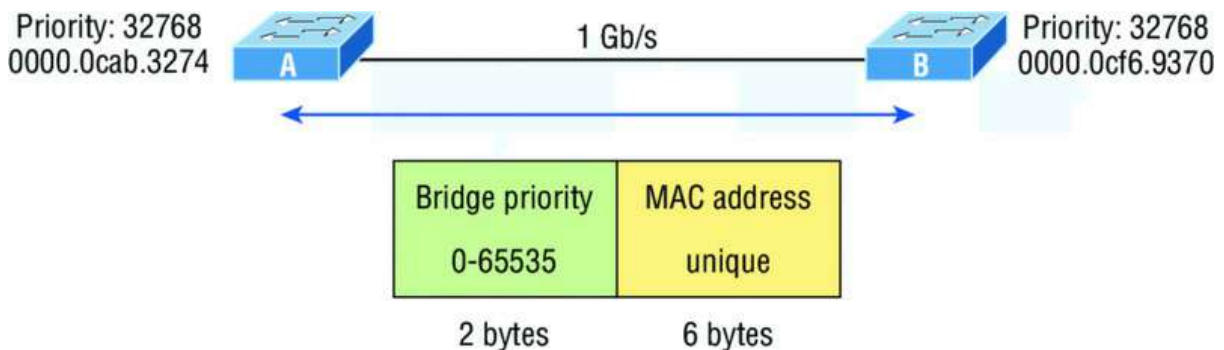 Priority: 32768
0000.0cab.3274
A
1 Gb/s
B
Priority: 32768
0000.0cf6.9370
Bridge priority
0-65535
MAC address
unique
2 bytes
6 bytes